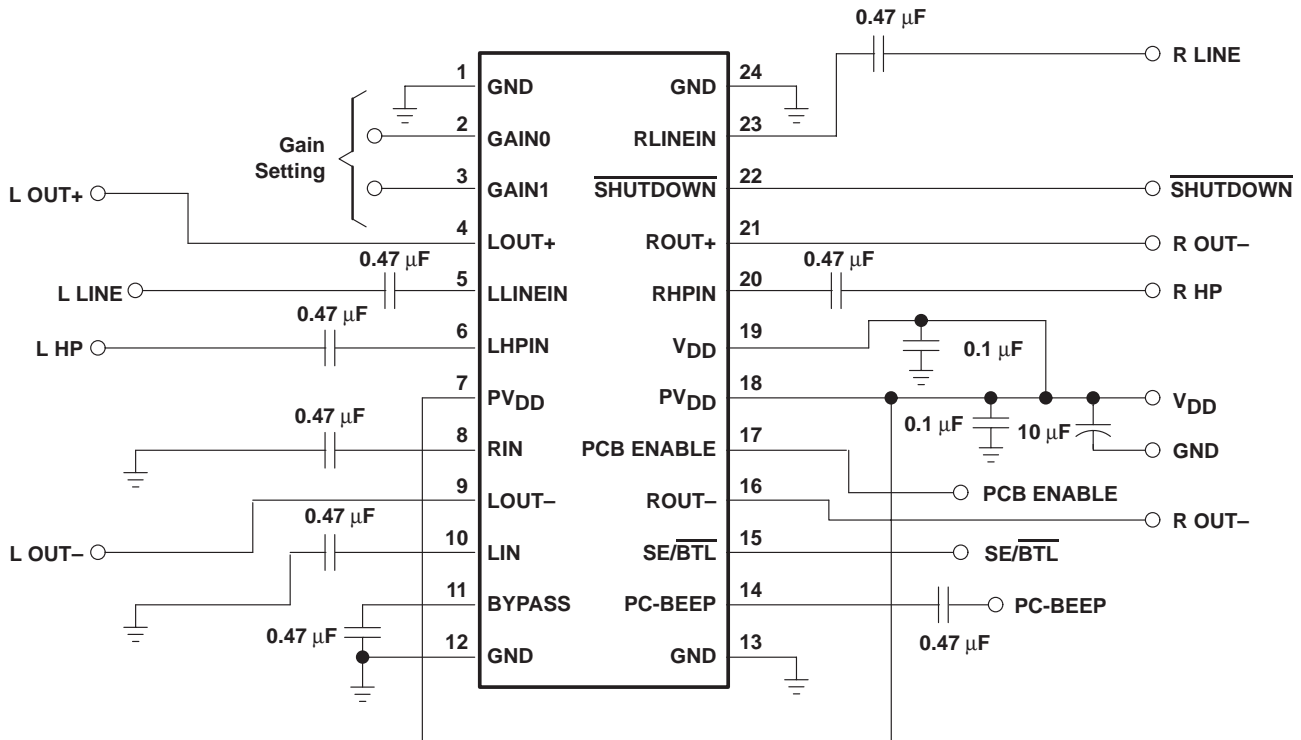 0.47 μF
R LINE
1
GND
24
GND
2
GAIN0
23
RLINEIN
Gain
Setting
3
GAIN1
22
SHUTDOWN
SHUTDOWN
L OUT+
4
LOUT+
21
ROUT+
R OUT–
0.47 μF
5
LLINEIN
L LINE
0.47 μF
20
RHPIN
R HP
0.47 μF
6
LHPIN
L HP
19
VDD
0.1 μF
7
PVDD
18
PVDD
VDD
0.1 μF
10 μF
0.47 μF
8
RIN
17
PCB ENABLE
GND
PCB ENABLE
9
LOUT–
16
ROUT–
R OUT–
0.47 μF
L OUT–
10
LIN
15
SE/BTL
SE/BTL
11
BYPASS
14
PC-BEEP
PC-BEEP
0.47 μF
0.47 μF
12
GND
13
GND